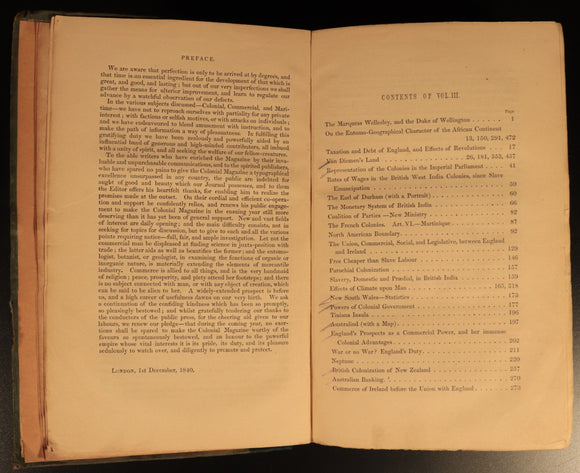 PREFACE.
We are aware that perfection is only to be arrived at by degrees, and
that time is an essential ingredient for the development of that which is
great, and good, and lasting; but out of our very imperfections we shall
gather the means for ulterior improvement, and learn to regulate our
advance by a watchful observation of our defects.
In the various subjects discussed—Colonial, Commercial, and Mari-
time—we have not to reproach ourselves with partiality for any private
interest; with factions or selfish motives, or with attacks on individuals;
and we have endeavoured to blend amusement with instruction, and to
make the path of information a way of pleasantness. In fulfilling this
gratifying duty we have been zealously and powerfully aided by an
influential band of generous and high-minded contributors, all imbued
with a unity of spirit, and all seeking the welfare of our fellow-creatures.
To the able writers who have enriched the Magazine by their inva-
luable and unpurchasable communications, and to the spirited publishers,
who have spared no pains to give the Colonial Magazine a typographical
excellence unsurpassed in any country, the public are indebted for
aught of good and beauty which our Journal possesses, and to them
the Editor offers his heartfelt thanks, for enabling him to realize the
promises made at the outset. On their cordial and efficient co-opera-
tion and support he confidently relies, and renews his public engage-
ment to make the Colonial Magazine in the ensuing year still more
deserving than it has yet been of general support. New and vast fields
of interest are daily opening; and the main difficulty consists, not in
seeking for topics for discussion, but to give to each and all the various
points requiring notice—full, fair, and ample investigation. Let not the
commercial man be displeased at finding science in juxta-position with
trade; the latter aids as well as beautifies the former; and the entomo-
logist, botanist, or geologist, in examining the functions of organic or
inorganic nature, is materially extending the elements of mercantile
industry. Commerce is allied to all things, and is the very handmaid
of religion; peace, prosperity, and piety attend her footsteps; and there
is no subject connected with man, or with any object of creation, which
can be said to be alien to her. A widely-extended prospect is before
us, and a high career of usefulness dawns on our very birth. We ask
a continuation of the confiding kindness which has been so promptly,
so pleasingly bestowed; and whilst gratefully tendering our thanks to
the conductors of the public press, for the cheering aid given to our
labours, we renew our pledge—that during the coming year, no exer-
tions shall be spared to make the Colonial Magazine worthy of the
favours so spontaneously bestowed, and an honour to the powerful
empire whose vital interests it is its pride, its duty, and its pleasure
sedulously to watch over, and diligently to promote and protect.
LONDON, 1st December, 1840.
CONTENTS OF VOL. III.
Page
The Marquess Wellesley, and the Duke of Wellington 1
On the Entomo-Geographical Character of the African Continent
13, 150, 291, 472
Taxation and Debt of England, and Effects of Revolutions 17
Van Diemen's Land 26, 181, 353, 437
Representation of the Colonies in the Imperial Parliament 41
Rates of Wages in the British West India Colonies, since Slave
Emancipation 59
The Earl of Durham (with a Portrait) 60
The Monetary System of British India 66
Coalition of Parties—New Ministry 82
The French Colonies. Art. VI.—Martinique 87
North American Boundary 92
The Union, Commercial, Social, and Legislative, between England
and Ireland 129
Free Cheaper than Slave Labour 146
Parochial Colonization 157
Slavery, Domestic and Prædial, in British India 159
Effects of Climate upon Man 165, 318
New South Wales—Statistics 173
Powers of Colonial Government 177
Tinians Insula 196
Australind (with a Map) 197
England's Prospects as a Commercial Power, and her immense
Colonial Advantages 202
War or no War? England's Duty 211
Neptune 230
British Colonization of New Zealand 237
Australian Banking 270
Commerce of Ireland before the Union with England 273